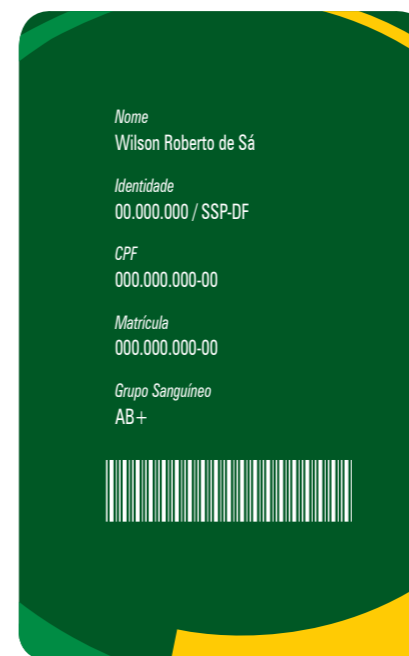 Nome
Wilson Roberto de Sá
Identidade
00.000.000 / SSP-DF
CPF
000.000.000-00
Matrícula
000.000.000-00
Grupo Sanguíneo
AB+